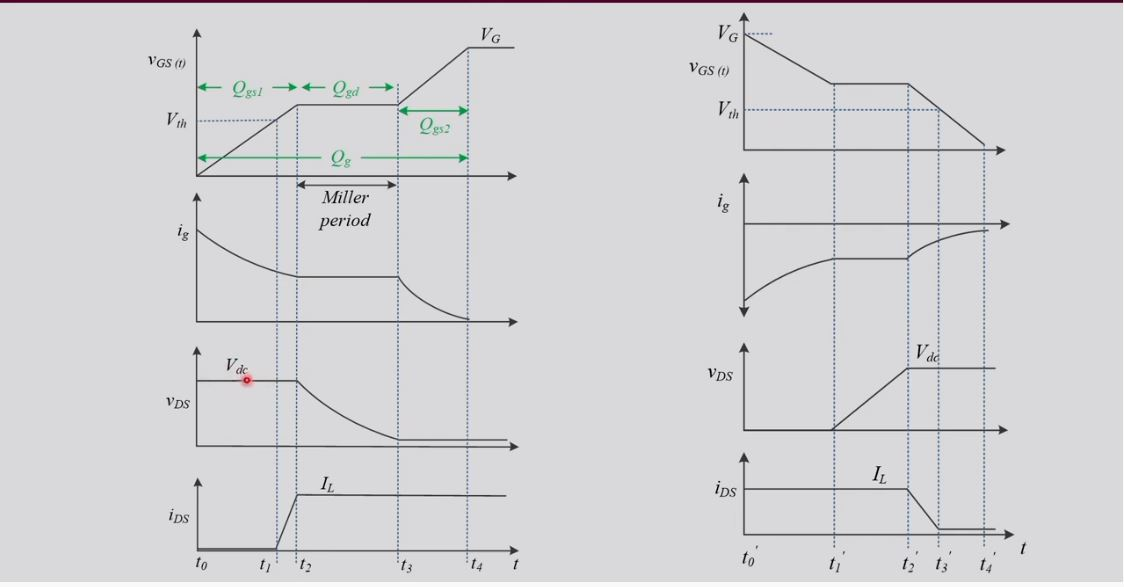 V_G
v_GS (t)
Q_gs1
Q_gd
V_th
Q_gs2
Q_g
Miller
period
i_g
V_dc
v_DS
I_L
i_DS
t_0
t_1
t_2
t_3
t_4
t
V_G
v_GS (t)
V_th
i_g
V_dc
v_DS
I_L
i_DS
t_0'
t_1'
t_2'
t_3'
t_4'
t